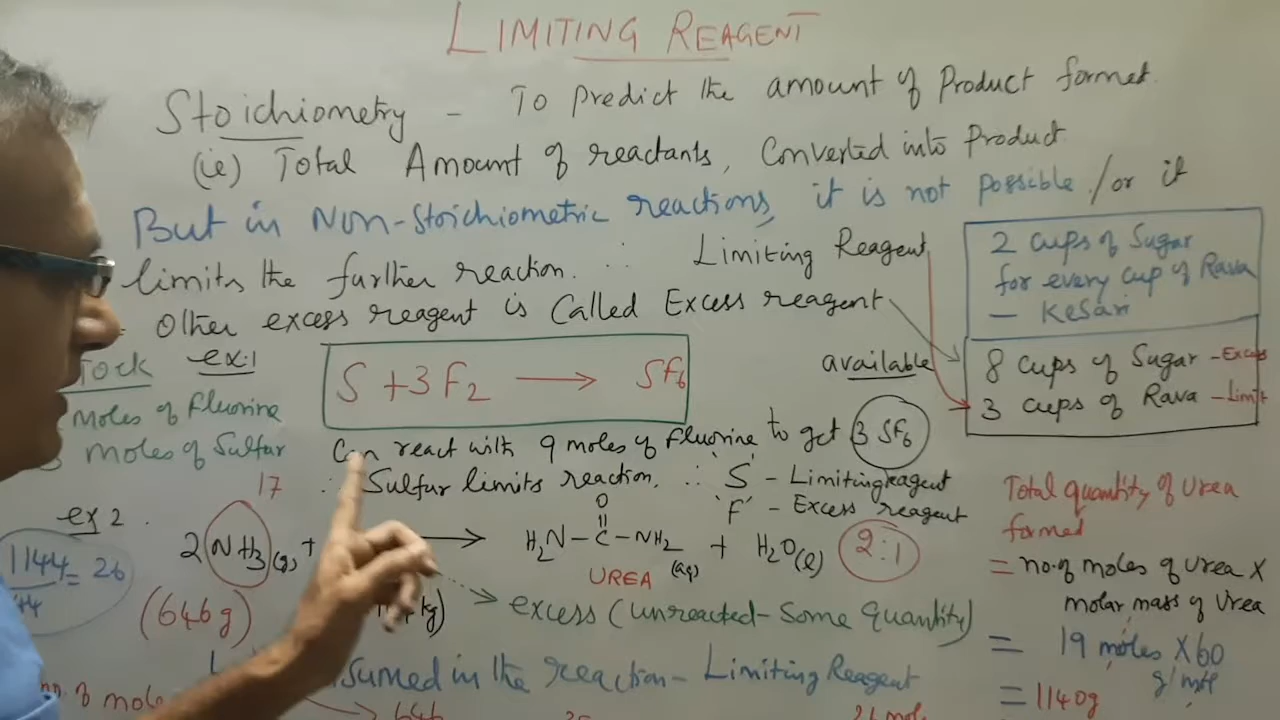 LIMITING REAGENT
Stoichiometry - To predict the amount of Product formed.
(ie) Total Amount of reactants, Converted into Product
But in Non-Stoichiometric reactions, it is not possible /or it
limits the further reaction. ∴ Limiting Reagent
Other excess reagent is Called Excess reagent
2 cups of Sugar
for every cup of Rava
- Kesari
available
8 cups of Sugar - Excess
3 cups of Rava - Limit
ex:1
S + 3F2 → SF6
Moles of Fluorine
moles of Sulfur
Can react with 9 moles of Fluorine to get 3 SF6
∴ Sulfur limits reaction. ∴ 'S' - Limiting reagent
'F' - Excess reagent
17
ex 2.
1144 = 26
2 NH3(g) + → H2N - C - NH2 (aq) + H2O(l) 2:1
O
UREA
(646g) kg) → excess (unreacted - Some Quantity)
in the reaction - Limiting Reagent
Total quantity of Urea
formed
= no. of moles of Urea X
molar mass of Urea
= 19 moles X 60
= 1140g
of mole
646